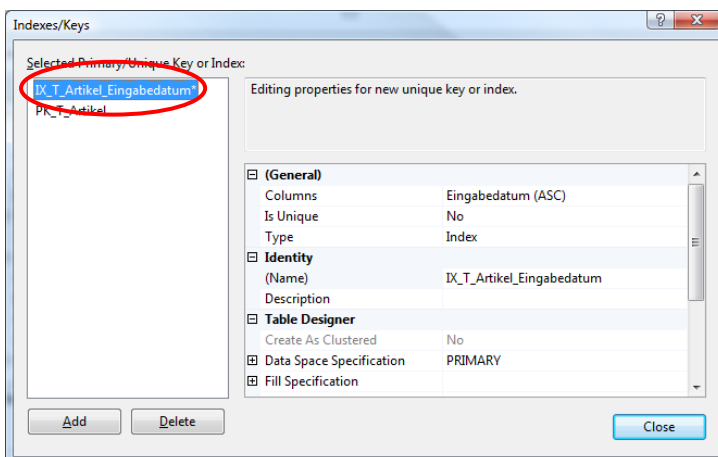 Indexes/Keys
Selected Primary/Unique Key or Index:
IX_T_Artikel_Eingabedatum*
PK_T_Artikel
Editing properties for new unique key or index.
(General)
Columns Eingabedatum (ASC)
Is Unique No
Type Index
Identity
(Name) IX_T_Artikel_Eingabedatum
Description
Table Designer
Create As Clustered No
Data Space Specification PRIMARY
Fill Specification
Add Delete
Close